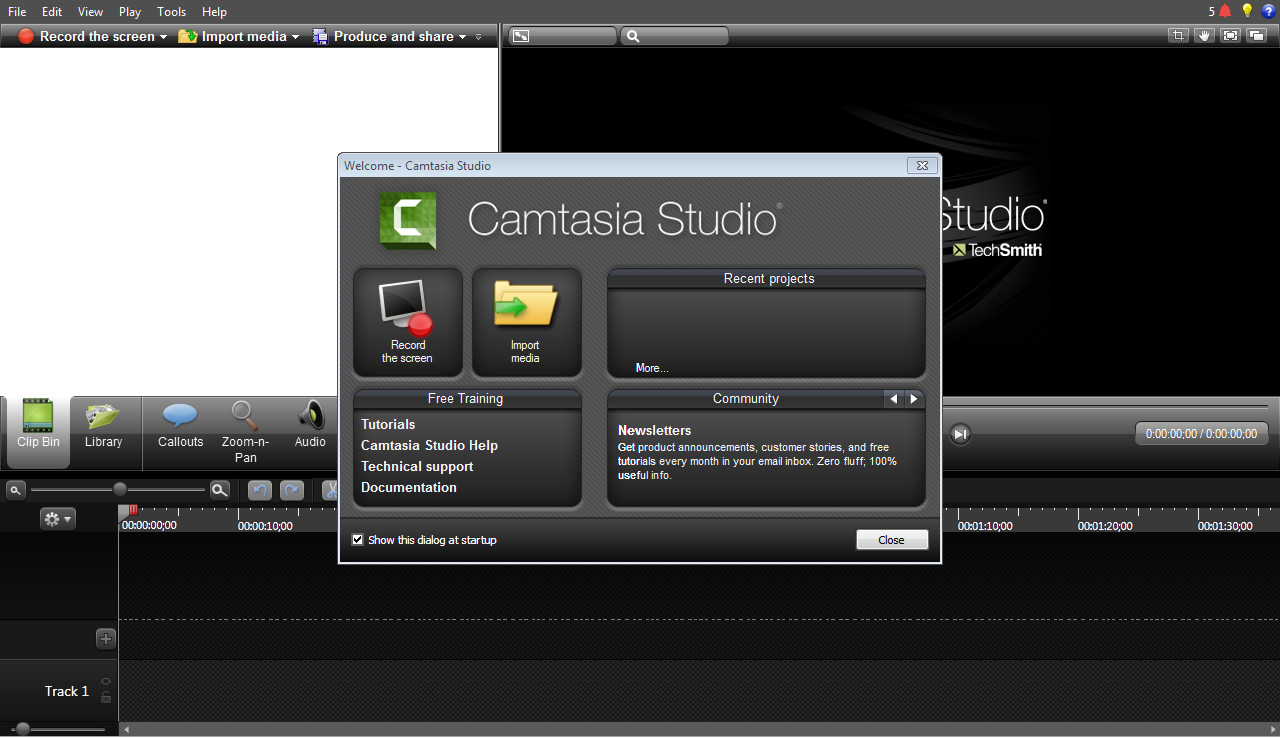 File Edit View Play Tools Help 5
Record the screen Import media Produce and share
Welcome - Camtasia Studio
Camtasia Studio®
Studio®
TechSmith
Record
the screen
Import
media
Recent projects
More...
Free Training
Tutorials
Camtasia Studio Help
Technical support
Documentation
Community
Newsletters
Get product announcements, customer stories, and free
tutorials every month in your email inbox. Zero fluff; 100%
useful info.
Show this dialog at startup
Close
Clip Bin
Library
Callouts
Zoom-n-
Pan
Audio
0:00:00;00 / 0:00:00;00
00:00:00;00 00:00:10;00 00:01:10;00 00:01:20;00 00:01:30;00
Track 1